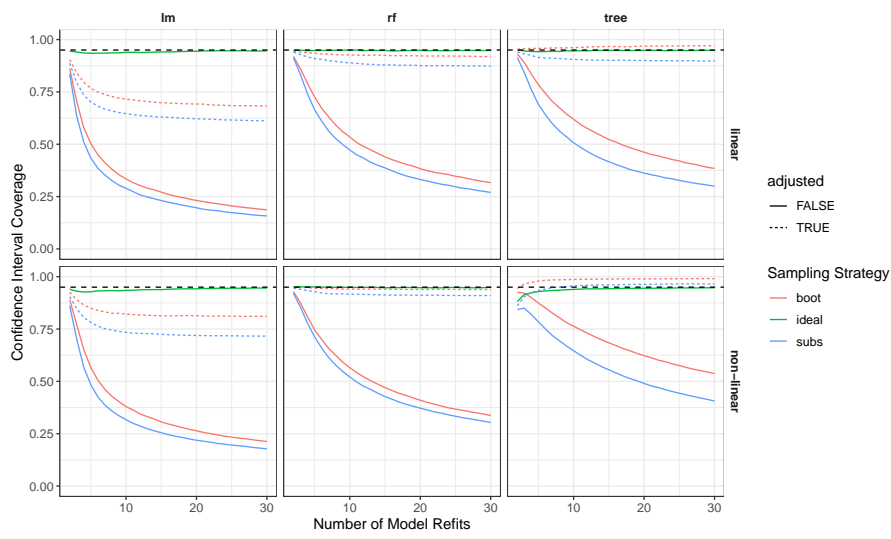 lm rf tree
1.00
0.75
0.50
0.25
0.00
linear
1.00
0.75
0.50
0.25
0.00
non−linear
10 20 30 10 20 30 10 20 30
Number of Model Refits
Confidence Interval Coverage
adjusted
FALSE
TRUE
Sampling Strategy
boot
ideal
subs